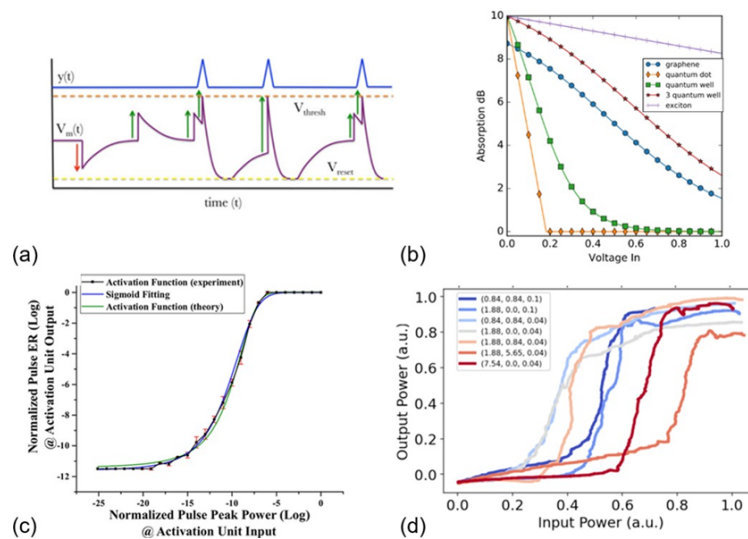 y(t)
V_thresh
V_m(t)
V_reset
time (t)
(a)
10
8
6
4
2
0
0.0
0.2
0.4
0.6
0.8
1.0
Absorption dB
Voltage In
graphene
quantum dot
quantum well
3 quantum well
exciton
(b)
Activation Function (experiment)
Sigmoid Fitting
Activation Function (theory)
0
-2
-4
-6
-8
-10
-12
-25
-20
-15
-10
-5
0
Normalized Pulse ER (Log)
@ Activation Unit Output
Normalized Pulse Peak Power (Log)
@ Activation Unit Input
(c)
(0.84, 0.84, 0.1)
(1.88, 0.0, 0.1)
(0.84, 0.84, 0.04)
(1.88, 0.0, 0.04)
(1.88, 0.84, 0.04)
(1.88, 5.65, 0.04)
(7.54, 0.0, 0.04)
1.0
0.8
0.6
0.4
0.2
0.0
0.0
0.2
0.4
0.6
0.8
1.0
Output Power (a.u.)
Input Power (a.u.)
(d)